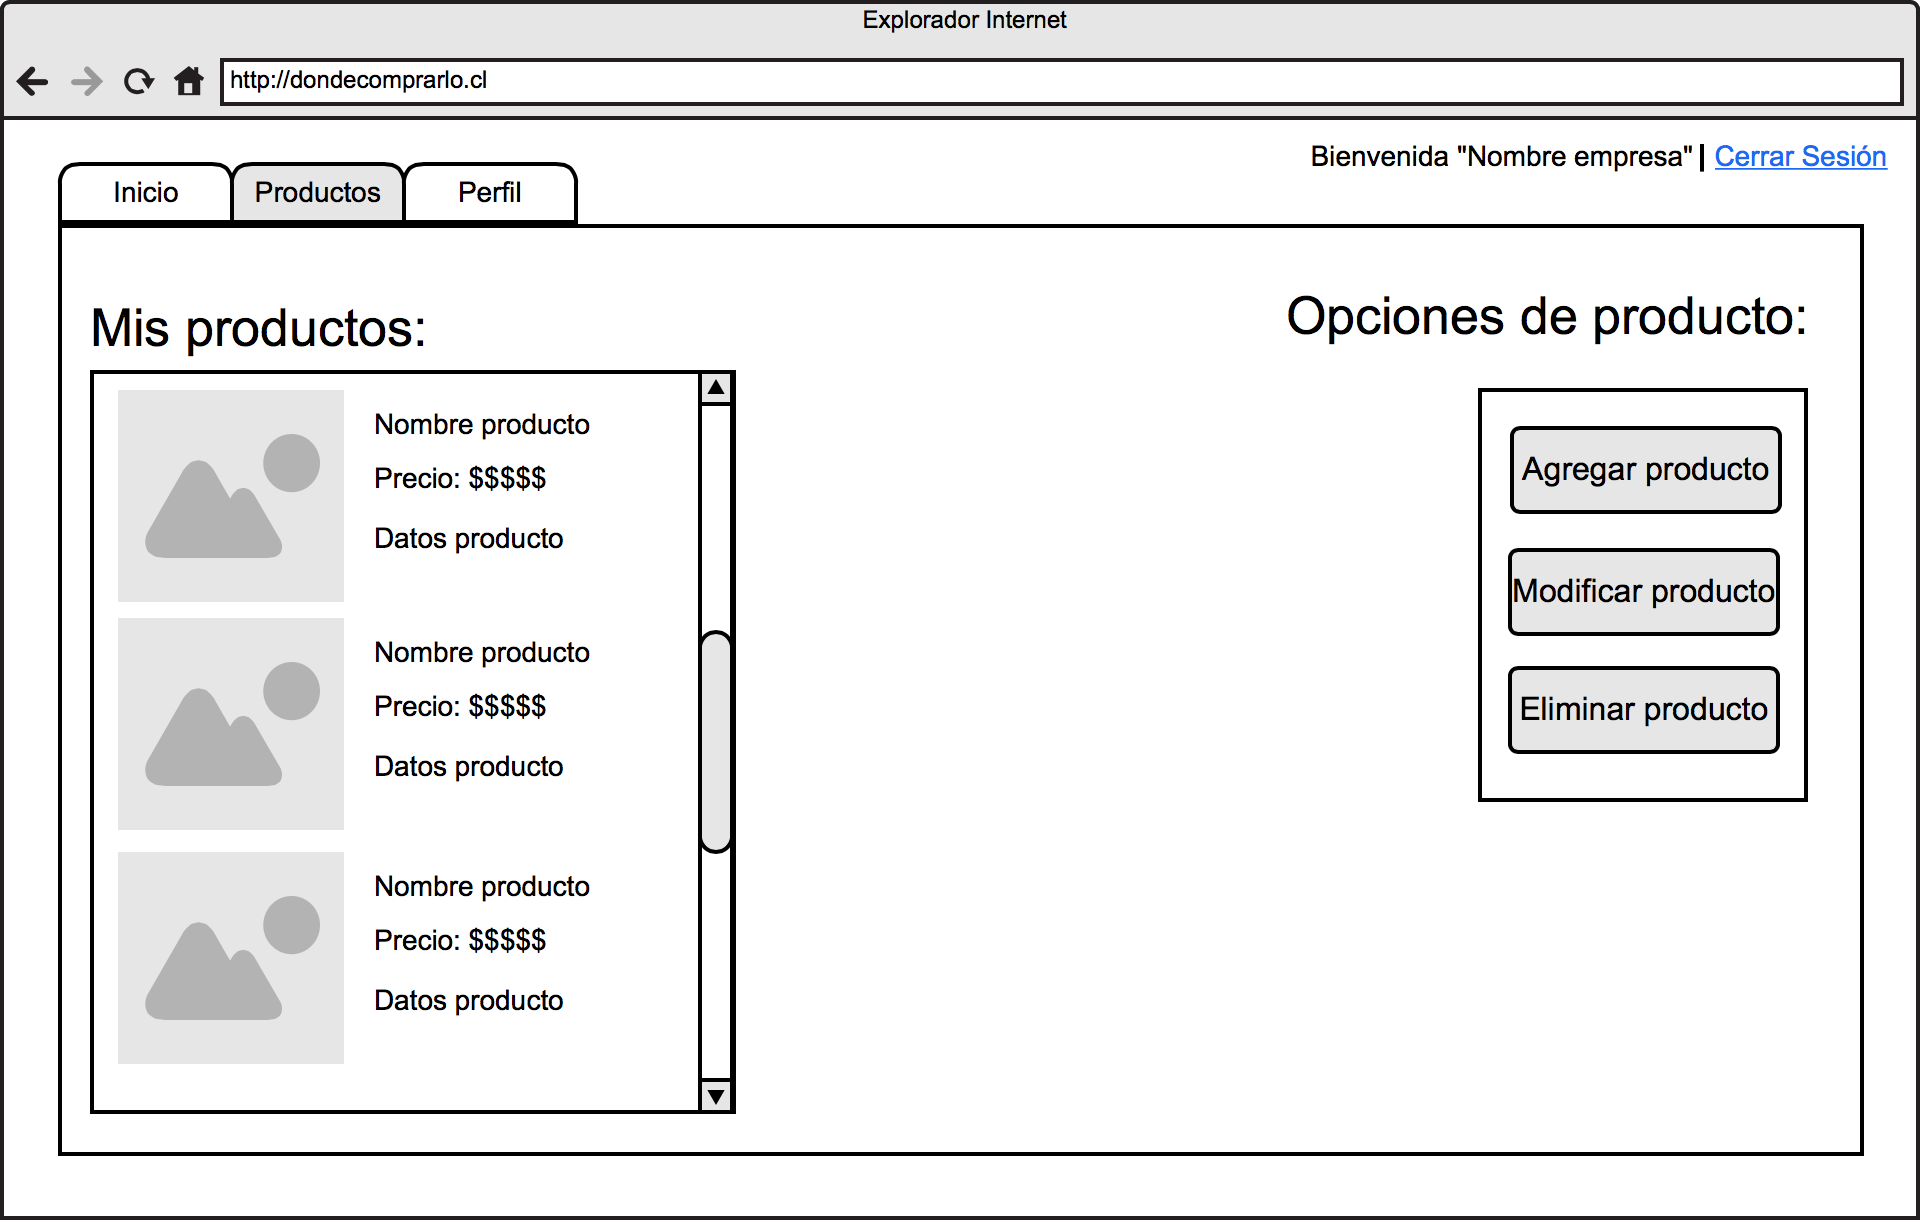 Explorador Internet
http://dondecomprarlo.cl
Bienvenida "Nombre empresa" | Cerrar Sesión
Inicio
Productos
Perfil
Mis productos:
Nombre producto
Precio: $$$$$
Datos producto
Nombre producto
Precio: $$$$$
Datos producto
Nombre producto
Precio: $$$$$
Datos producto
Opciones de producto:
Agregar producto
Modificar producto
Eliminar producto